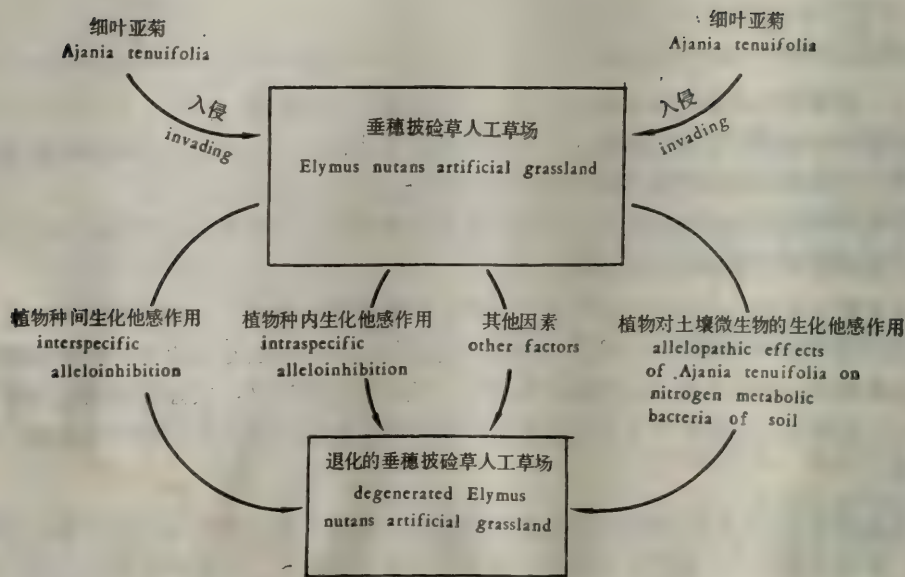 细叶亚菊
Ajania tenuifolia
入侵
invading
细叶亚菊
Ajania tenuifolia
入侵
invading
垂穗披硷草人工草场
Elymus nutans artificial grassland
植物种间生化他感作用
interspecific
alleloinhibition
植物种内生化他感作用
intraspecific
alleloinhibition
其他因素
other factors
植物对土壤微生物的生化他感作用
allelopathic effects
of Ajania tenuifolia on
nitrogen metabolic
bacteria of soil
退化的垂穗披硷草人工草场
degenerated Elymus
nutans artificial grassland